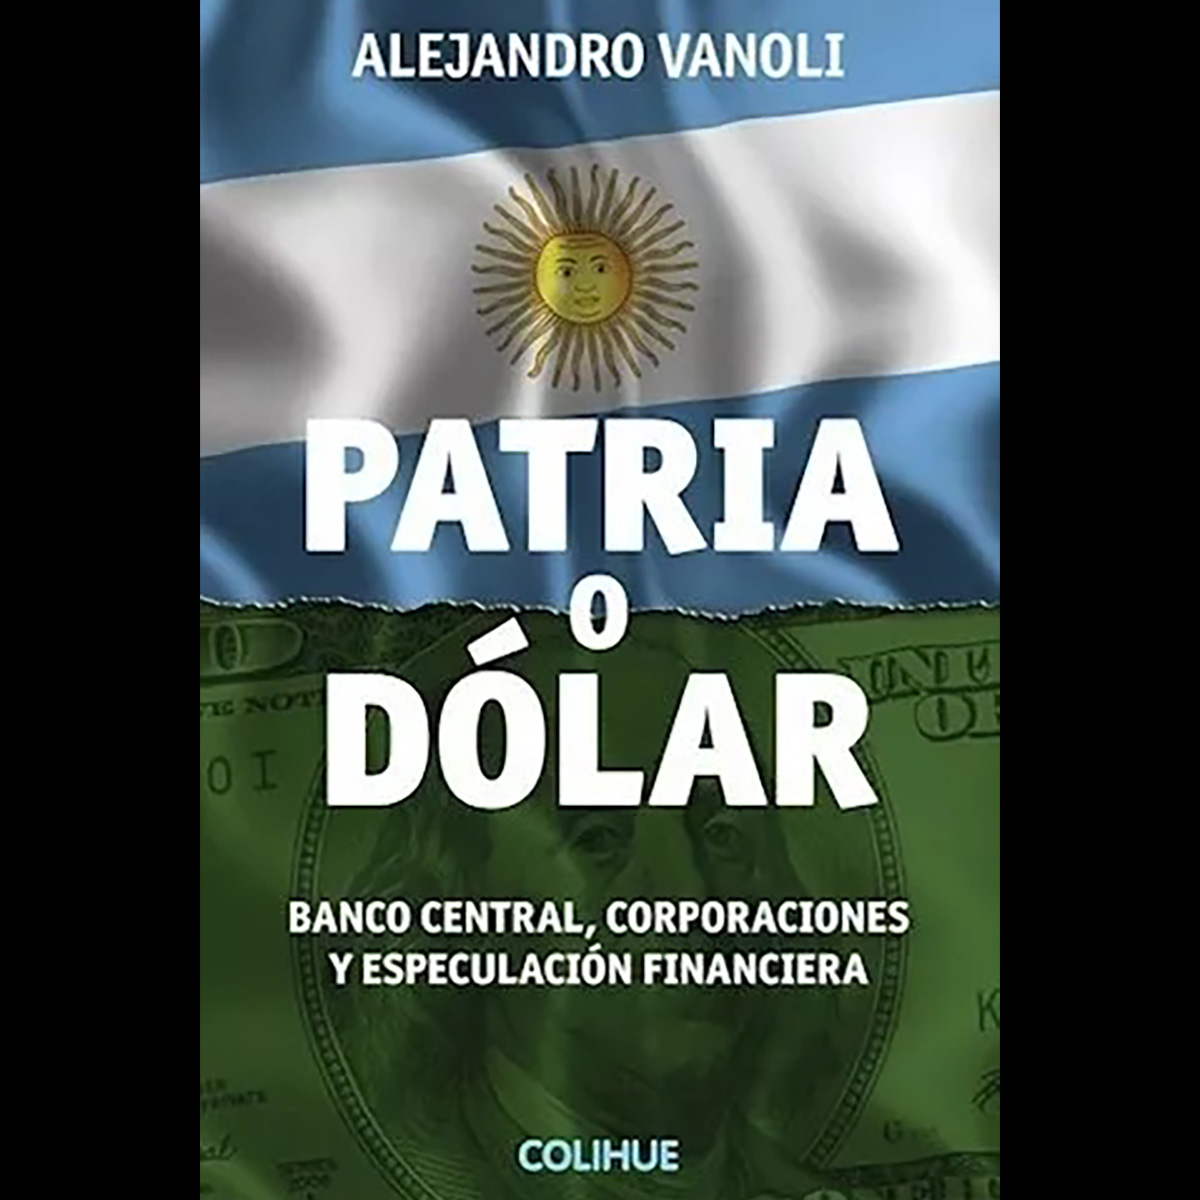 ALEJANDRO VANOLI
PATRIA
O
DÓLAR
BANCO CENTRAL, CORPORACIONES
Y ESPECULACIÓN FINANCIERA
COLIHUE